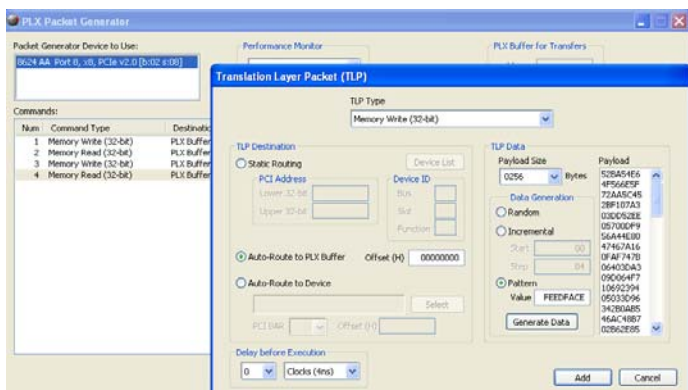 PLX Packet Generator
Packet Generator Device to Use:
8624 AA Port 8, x8, PCIe v2.0 [b:02 s:08]
Performance Monitor
PLX Buffer for Transfers
Commands:
Num Command Type Destinatio
1 Memory Write (32-bit) PLX Buffer
2 Memory Read (32-bit) PLX Buffer
3 Memory Write (32-bit) PLX Buffer
4 Memory Read (32-bit) PLX Buffer
Translation Layer Packet (TLP)
TLP Type
Memory Write (32-bit)
TLP Destination
Static Routing
Device List
PCI Address
Lower 32-bit
Upper 32-bit
Device ID
Bus
Slot
Function
Auto-Route to PLX Buffer Offset (H) 00000000
Auto-Route to Device
Select
PCI BAR Offset (H)
Delay before Execution
0 Clocks (4ns)
TLP Data
Payload Size
0256 Bytes
Data Generation
Random
Incremental
Start 00
Step 04
Pattern
Value FEEDFACE
Generate Data
Payload
52BA54E6
4F566E5F
72AA5C45
2BF107A3
03DD52EE
05700DF9
56A44E80
47467A16
0FAF747B
06403DA3
09D064F7
10692394
05033D96
342B0AB5
46AC48B7
02B62E85
Add Cancel